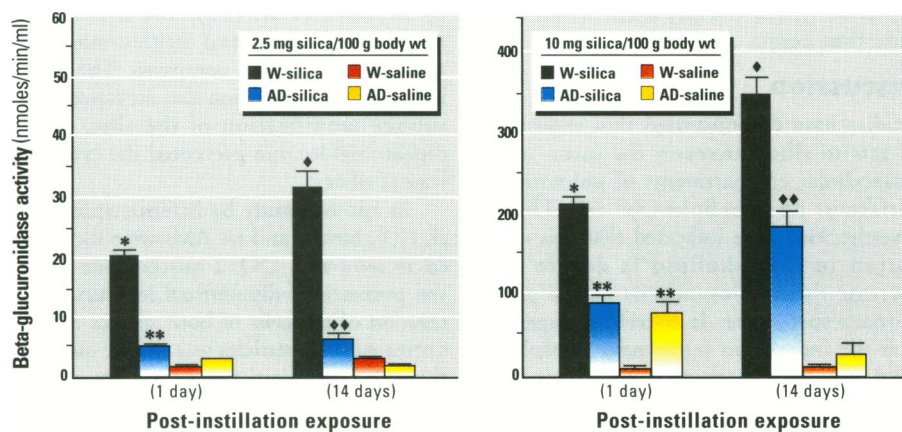 Beta-glucuronidase activity (nmoles/min/ml)
60
50
40
30
20
10
5
0
2.5 mg silica/100 g body wt
W-silica
W-saline
AD-silica
AD-saline
*
**
♦
♦♦
(1 day)
(14 days)
Post-instillation exposure
400
300
200
100
0
10 mg silica/100 g body wt
W-silica
W-saline
AD-silica
AD-saline
*
**
**
♦
♦♦
(1 day)
(14 days)
Post-instillation exposure